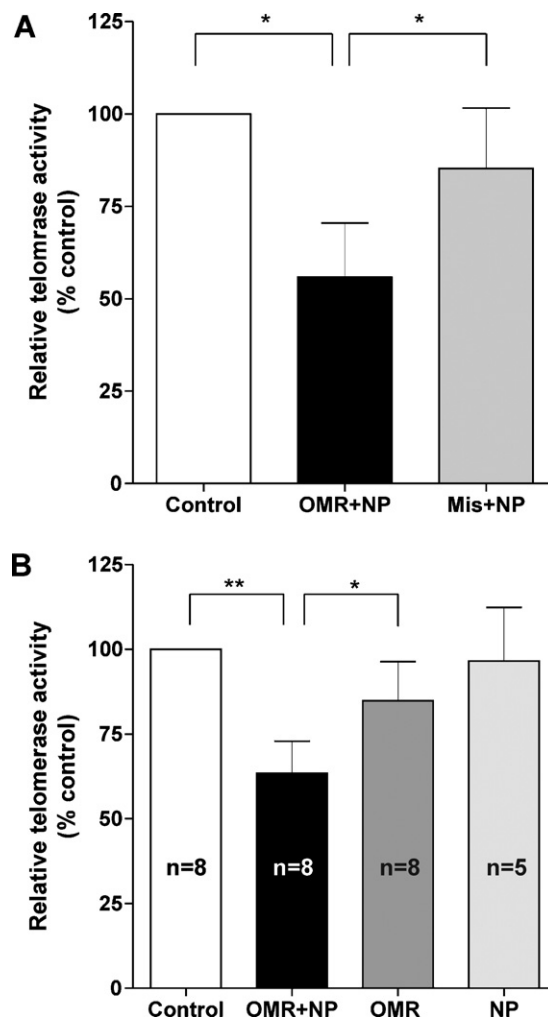 A
Relative telomrase activity
(% control)
125
100
75
50
25
0
*
*
Control
OMR+NP
Mis+NP
B
Relative telomerase activity
(% control)
125
100
75
50
25
0
**
*
n=8
n=8
n=8
n=5
Control
OMR+NP
OMR
NP